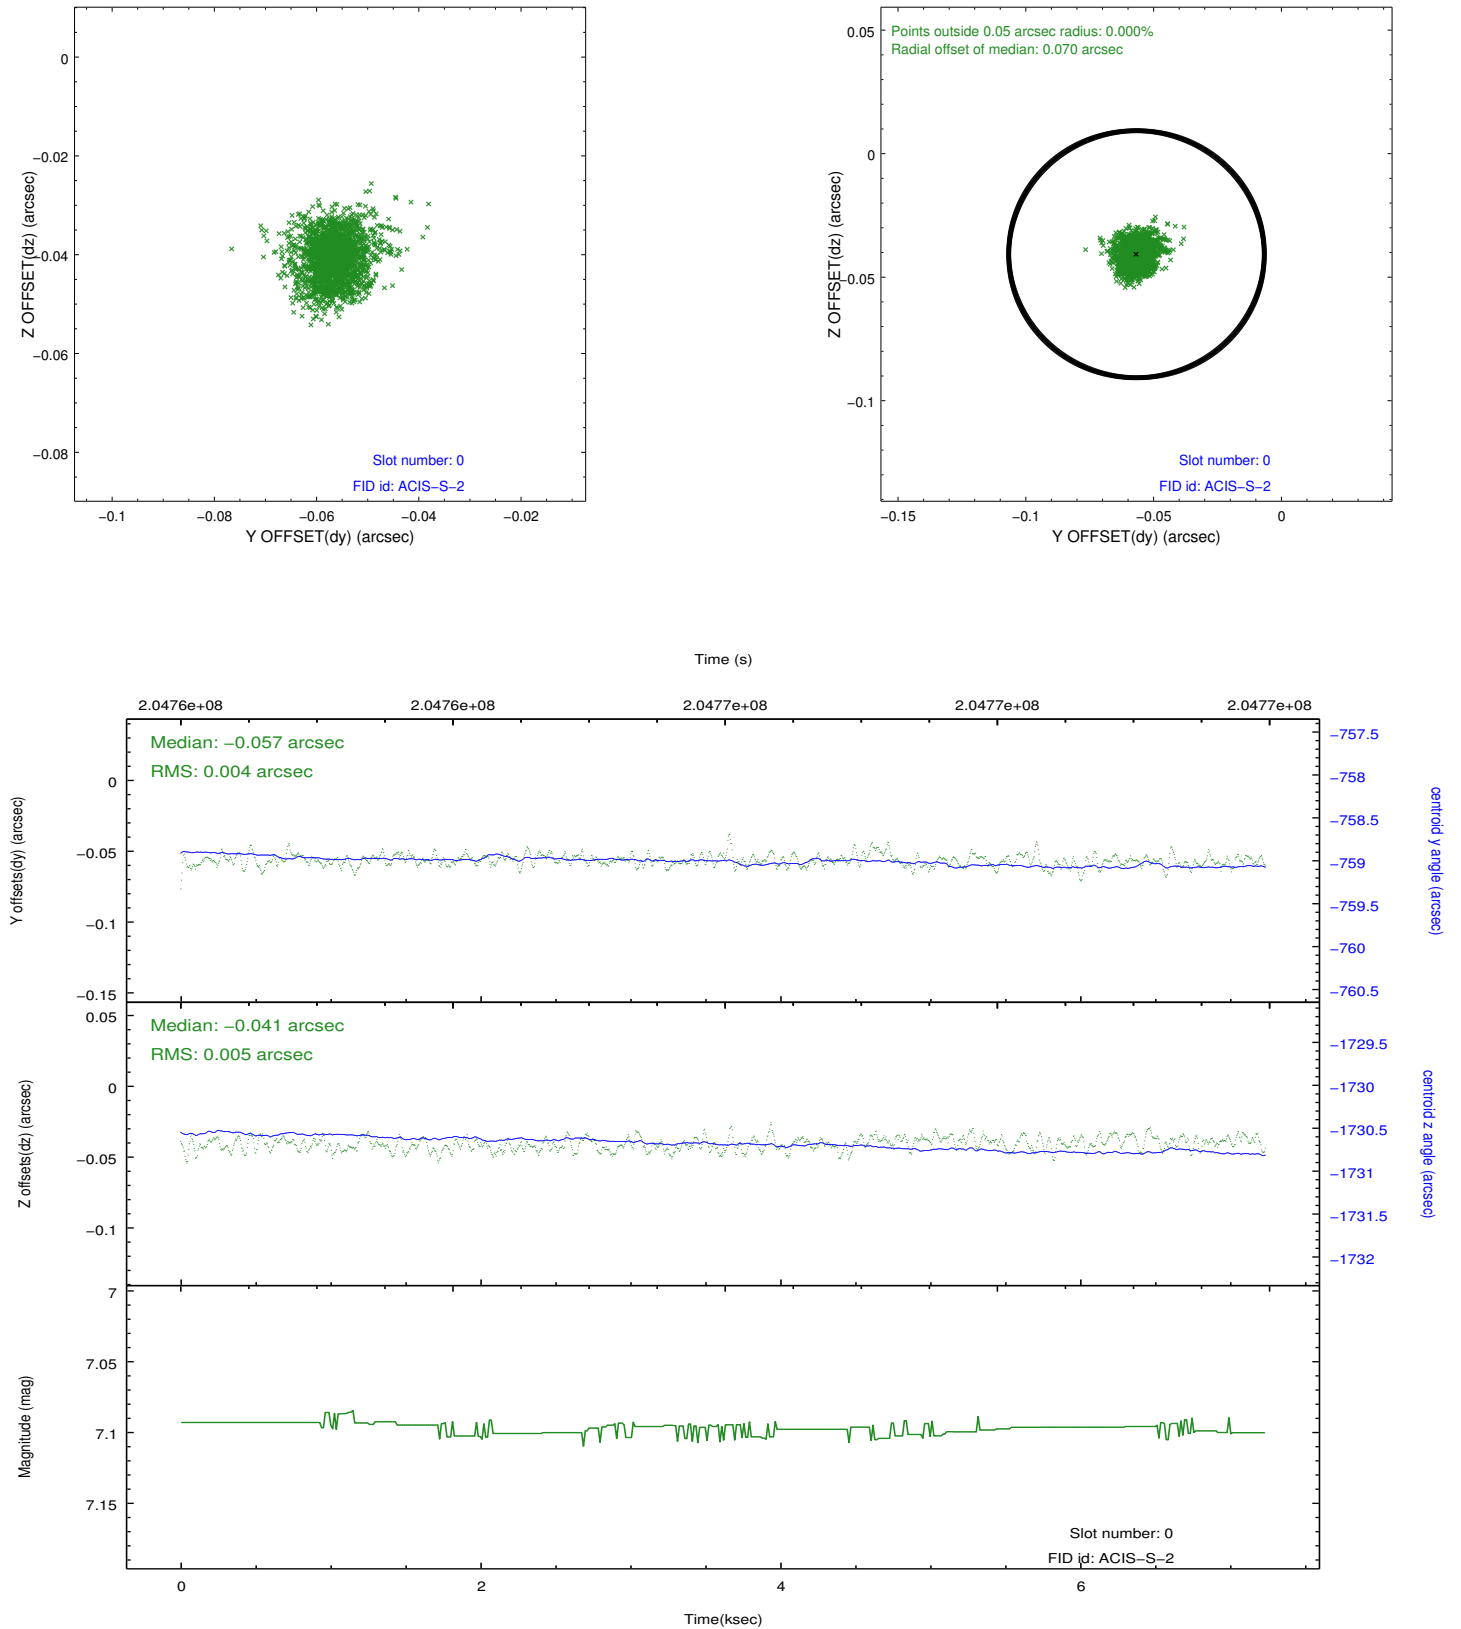 0
−0.02
−0.04
−0.06
−0.08
Z OFFSET(dz) (arcsec)
Slot number: 0
FID id: ACIS−S−2
−0.1
−0.08
−0.06
−0.04
−0.02
Y OFFSET(dy) (arcsec)
Points outside 0.05 arcsec radius: 0.000%
Radial offset of median: 0.070 arcsec
0.05
0
−0.05
−0.1
Z OFFSET(dz) (arcsec)
Slot number: 0
FID id: ACIS−S−2
−0.15
−0.1
−0.05
0
Y OFFSET(dy) (arcsec)
Time (s)
2.0476e+08
2.0476e+08
2.0477e+08
2.0477e+08
2.0477e+08
Median: −0.057 arcsec
RMS: 0.004 arcsec
0
−0.05
−0.1
−0.15
Y offsets(dy) (arcsec)
−757.5
−758
−758.5
−759
−759.5
−760
−760.5
centroid y angle (arcsec)
Median: −0.041 arcsec
RMS: 0.005 arcsec
0.05
0
−0.05
−0.1
Z offsets(dz) (arcsec)
−1729.5
−1730
−1730.5
−1731
−1731.5
−1732
centroid z angle (arcsec)
7
7.05
7.1
7.15
Magnitude (mag)
Slot number: 0
FID id: ACIS−S−2
0
2
4
6
Time(ksec)